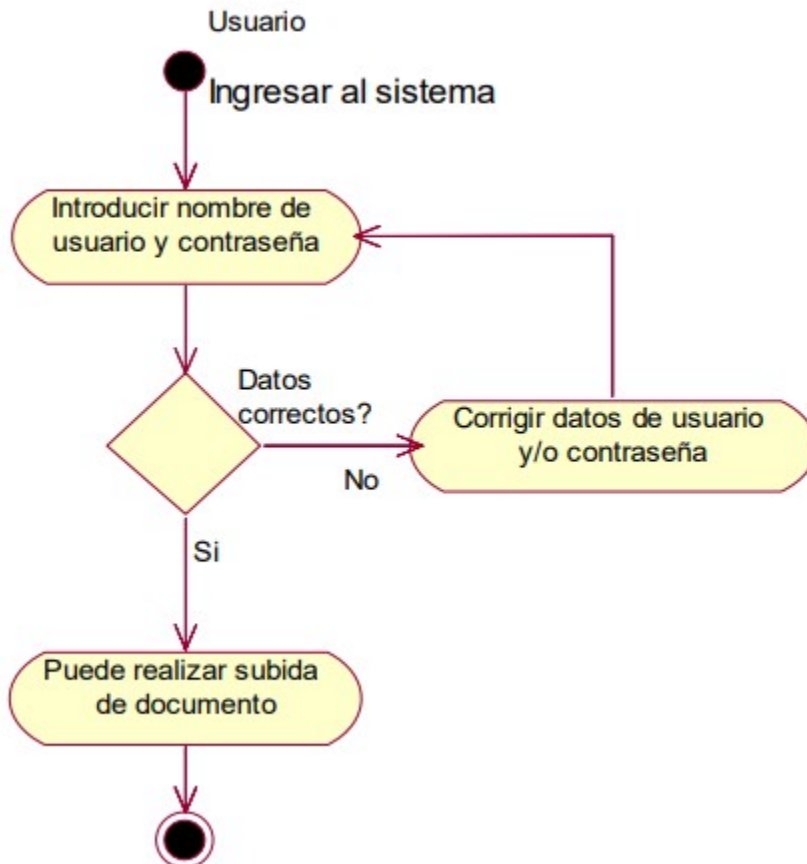 Usuario
Ingresar al sistema
Introducir nombre de
usuario y contraseña
Datos
correctos?
Corrigir datos de usuario
y/o contraseña
No
Si
Puede realizar subida
de documento